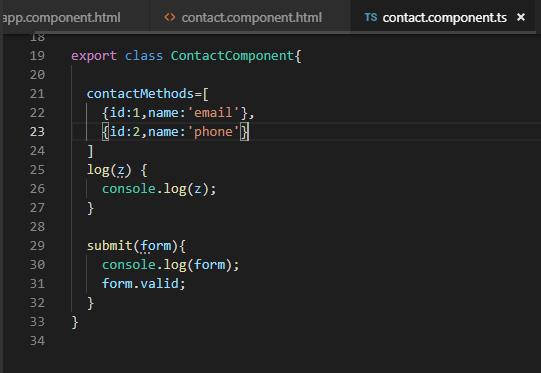 app.component.html <> contact.component.html TS contact.component.ts ×
18
19 export class ContactComponent{
20
21 contactMethods=[
22 {id:1,name:'email'},
23 {id:2,name:'phone'}
24 ]
25 log(z) {
26 console.log(z);
27 }
28
29 submit(form){
30 console.log(form);
31 form.valid;
32 }
33 }
34